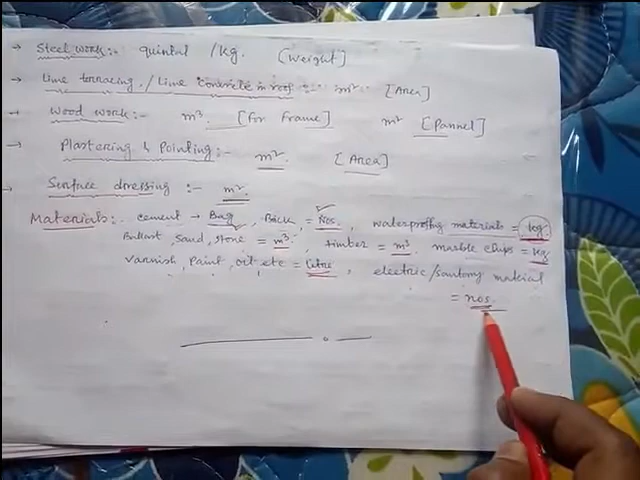 → Steel work:- quintal / Kg. [Weight]
→ Lime terracing. / Lime Concrete in roof :- m². [Area]
→ Wood work:- m³. [For Frame] m² [Pannel]
→ Plastering & Pointing:- m². [Area]
→ Surface dressing :- m².
Materials:- cement → Bag, Brick, = Nos. waterproofing materials = kg
Ballast, sand, stone = m³. , timber = m³. marble chips = Kg
Varnish, Paint, oil etc = Litre , electric/sanitory material
= nos.